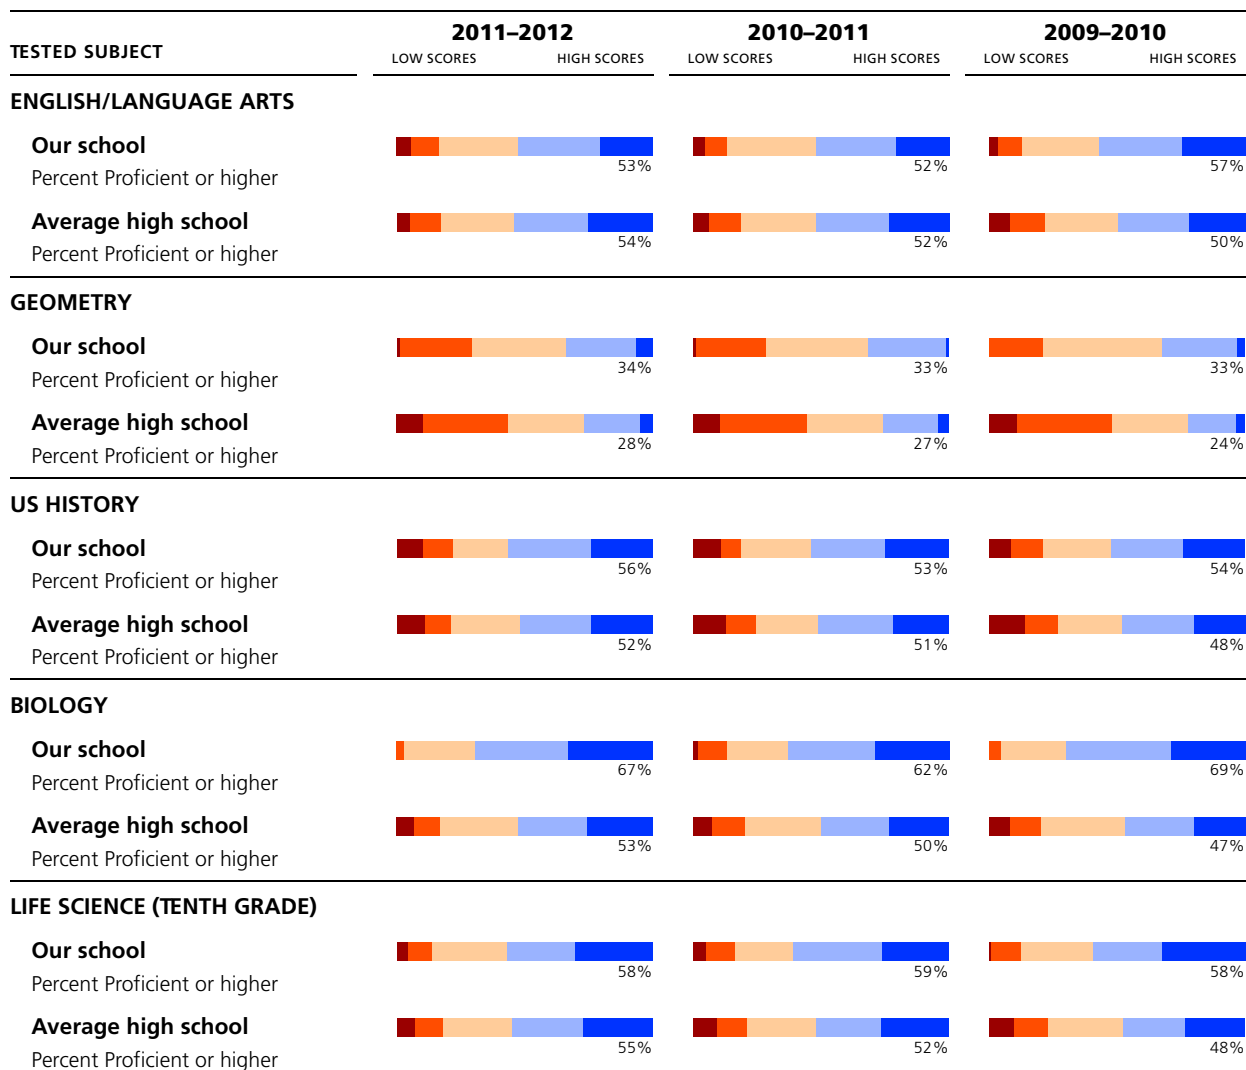 2011–2012 2010–2011 2009–2010
TESTED SUBJECT LOW SCORES HIGH SCORES LOW SCORES HIGH SCORES LOW SCORES HIGH SCORES
ENGLISH/LANGUAGE ARTS
Our school
53% 52% 57%
Percent Proficient or higher
Average high school
54% 52% 50%
Percent Proficient or higher
GEOMETRY
Our school
34% 33% 33%
Percent Proficient or higher
Average high school
28% 27% 24%
Percent Proficient or higher
US HISTORY
Our school
56% 53% 54%
Percent Proficient or higher
Average high school
52% 51% 48%
Percent Proficient or higher
BIOLOGY
Our school
67% 62% 69%
Percent Proficient or higher
Average high school
53% 50% 47%
Percent Proficient or higher
LIFE SCIENCE (TENTH GRADE)
Our school
58% 59% 58%
Percent Proficient or higher
Average high school
55% 52% 48%
Percent Proficient or higher